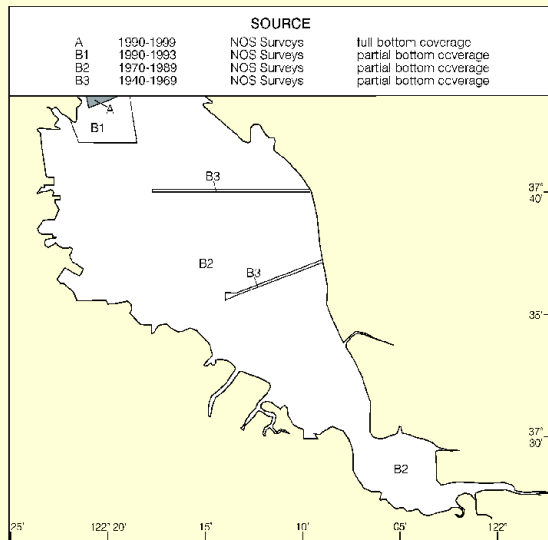 SOURCE
A 1990-1999 NOS Surveys full bottom coverage
B1 1990-1993 NOS Surveys partial bottom coverage
B2 1970-1989 NOS Surveys partial bottom coverage
B3 1940-1969 NOS Surveys partial bottom coverage
A
B1
B3
37°
40'
B2
B3
35'
37°
30'
B2
25' 122° 20' 15' 10' 05' 122°